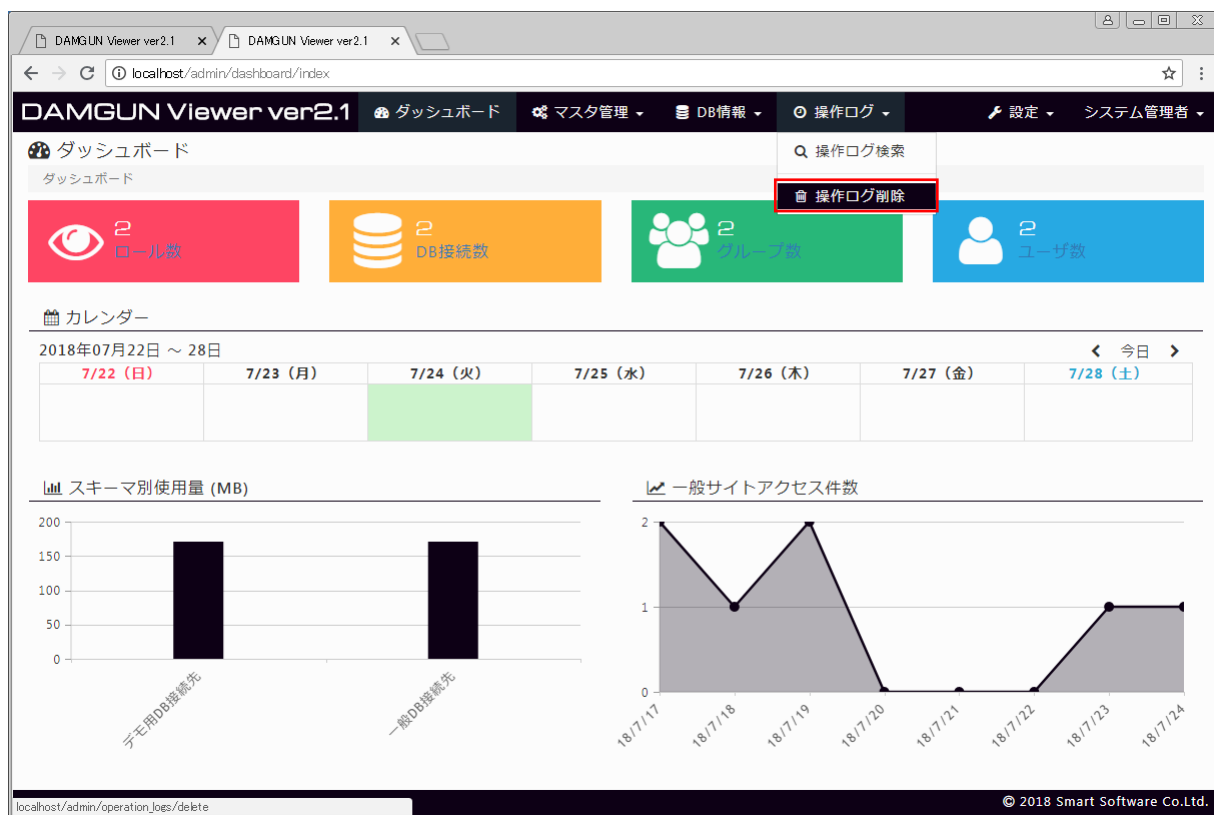 DAMGUN Viewer ver2.1
DAMGUN Viewer ver2.1
localhost/admin/dashboard/index
DAMGUN Viewer ver2.1 ダッシュボード マスタ管理 DB情報 操作ログ 設定 システム管理者
操作ログ検索
操作ログ削除
ダッシュボード
ダッシュボード
2
ロール数
2
DB接続数
2
グループ数
2
ユーザ数
カレンダー
2018年07月22日 ～ 28日 今日
7/22（日） 7/23（月） 7/24（火） 7/25（水） 7/26（木） 7/27（金） 7/28（土）
スキーマ別使用量 (MB)
200
150
100
50
0
デモ用DB接続先
一般DB接続先
一般サイトアクセス件数
2
1
0
18/7/17
18/7/18
18/7/19
18/7/20
18/7/21
18/7/22
18/7/23
18/7/24
localhost/admin/operation_logs/delete
© 2018 Smart Software Co.Ltd.